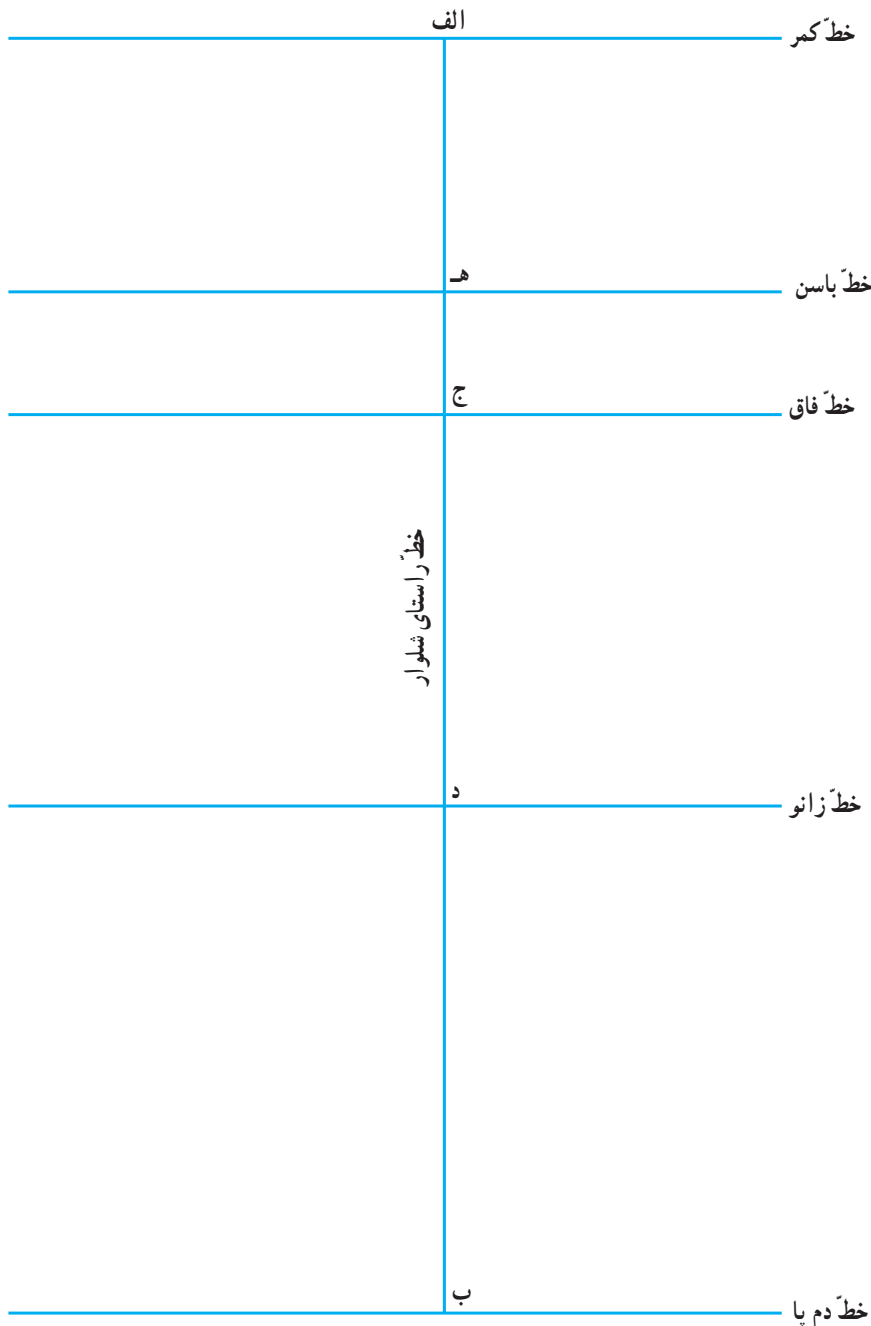 الف
خطّ کمر
هـ
خطّ باسن
ج
خطّ فاق
خطّ راستای شلوار
د
خطّ زانو
ب
خطّ دم پا